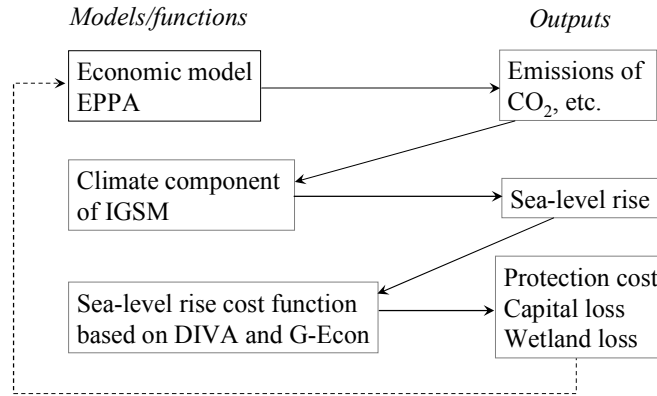 Models/functions
Outputs
Economic model
EPPA
Emissions of
CO₂, etc.
Climate component
of IGSM
Sea-level rise
Sea-level rise cost function
based on DIVA and G-Econ
Protection cost
Capital loss
Wetland loss